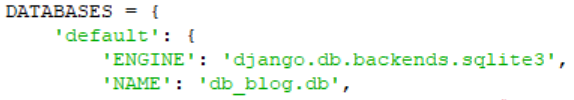 DATABASES = {
    'default': {
        'ENGINE': 'django.db.backends.sqlite3',
        'NAME': 'db_blog.db',